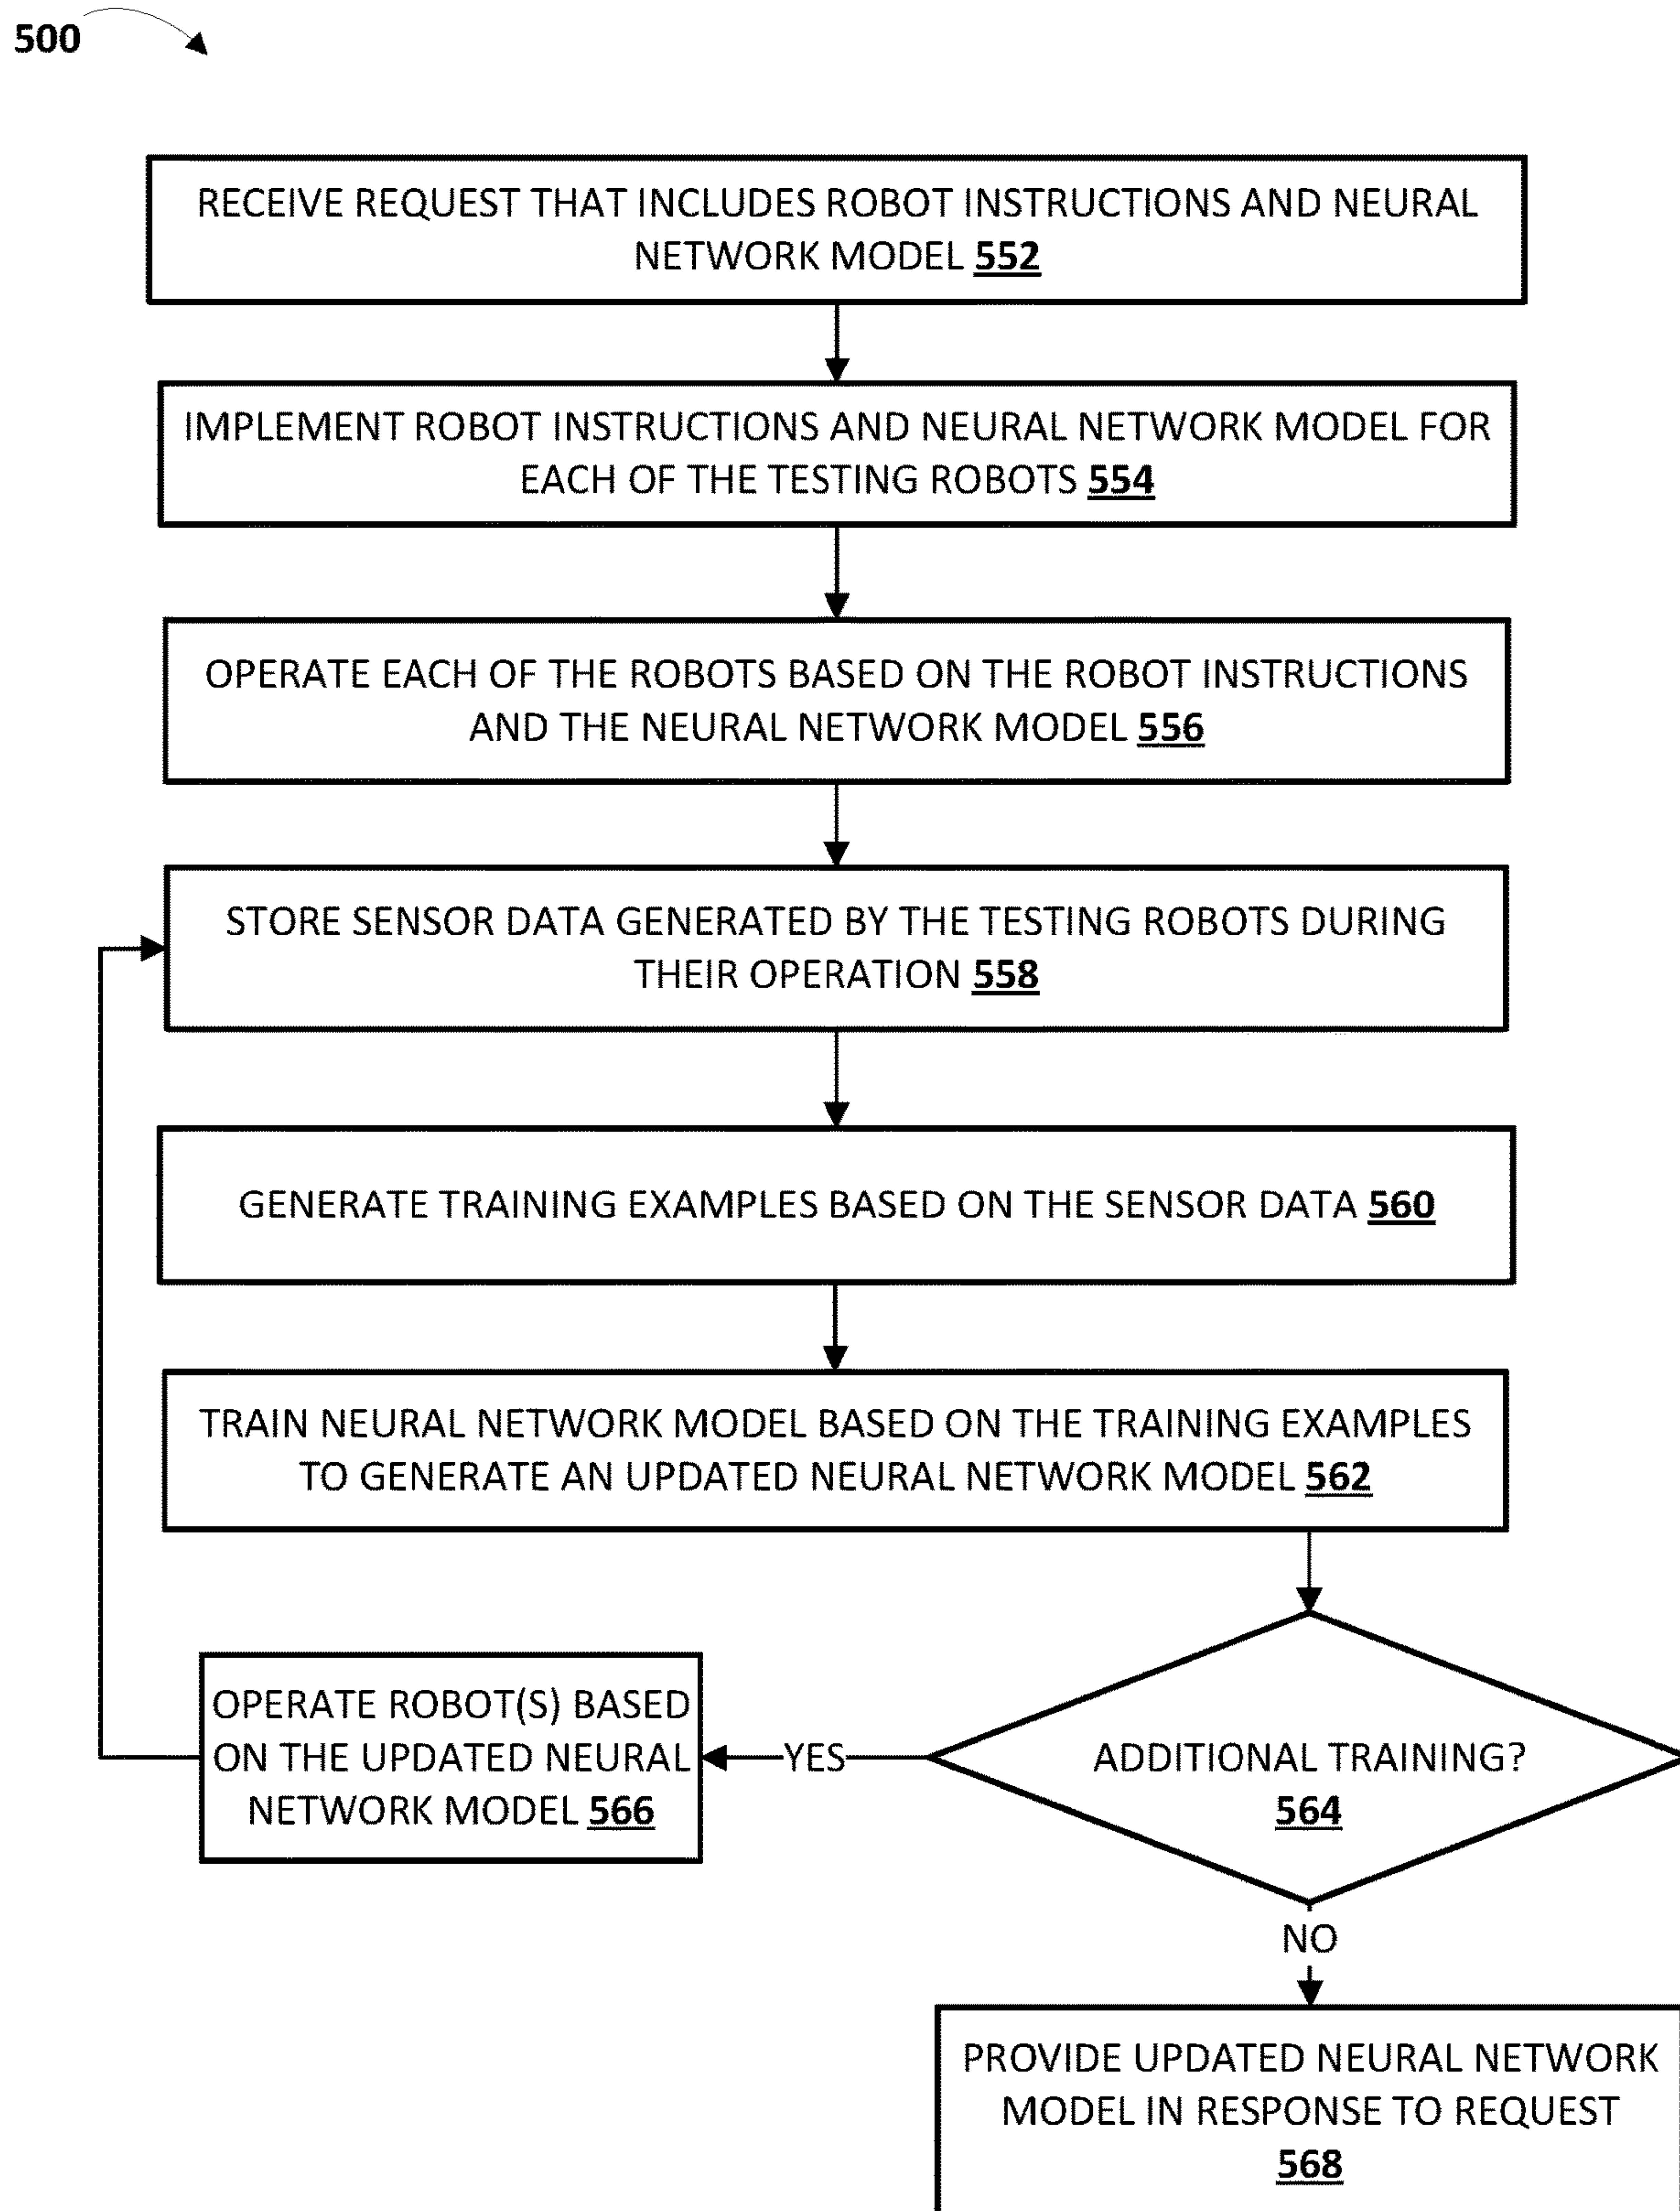 500
RECEIVE REQUEST THAT INCLUDES ROBOT INSTRUCTIONS AND NEURAL
NETWORK MODEL 552
IMPLEMENT ROBOT INSTRUCTIONS AND NEURAL NETWORK MODEL FOR
EACH OF THE TESTING ROBOTS 554
OPERATE EACH OF THE ROBOTS BASED ON THE ROBOT INSTRUCTIONS
AND THE NEURAL NETWORK MODEL 556
STORE SENSOR DATA GENERATED BY THE TESTING ROBOTS DURING
THEIR OPERATION 558
GENERATE TRAINING EXAMPLES BASED ON THE SENSOR DATA 560
TRAIN NEURAL NETWORK MODEL BASED ON THE TRAINING EXAMPLES
TO GENERATE AN UPDATED NEURAL NETWORK MODEL 562
OPERATE ROBOT(S) BASED
ON THE UPDATED NEURAL
NETWORK MODEL 566
YES
ADDITIONAL TRAINING?
564
NO
PROVIDE UPDATED NEURAL NETWORK
MODEL IN RESPONSE TO REQUEST
568